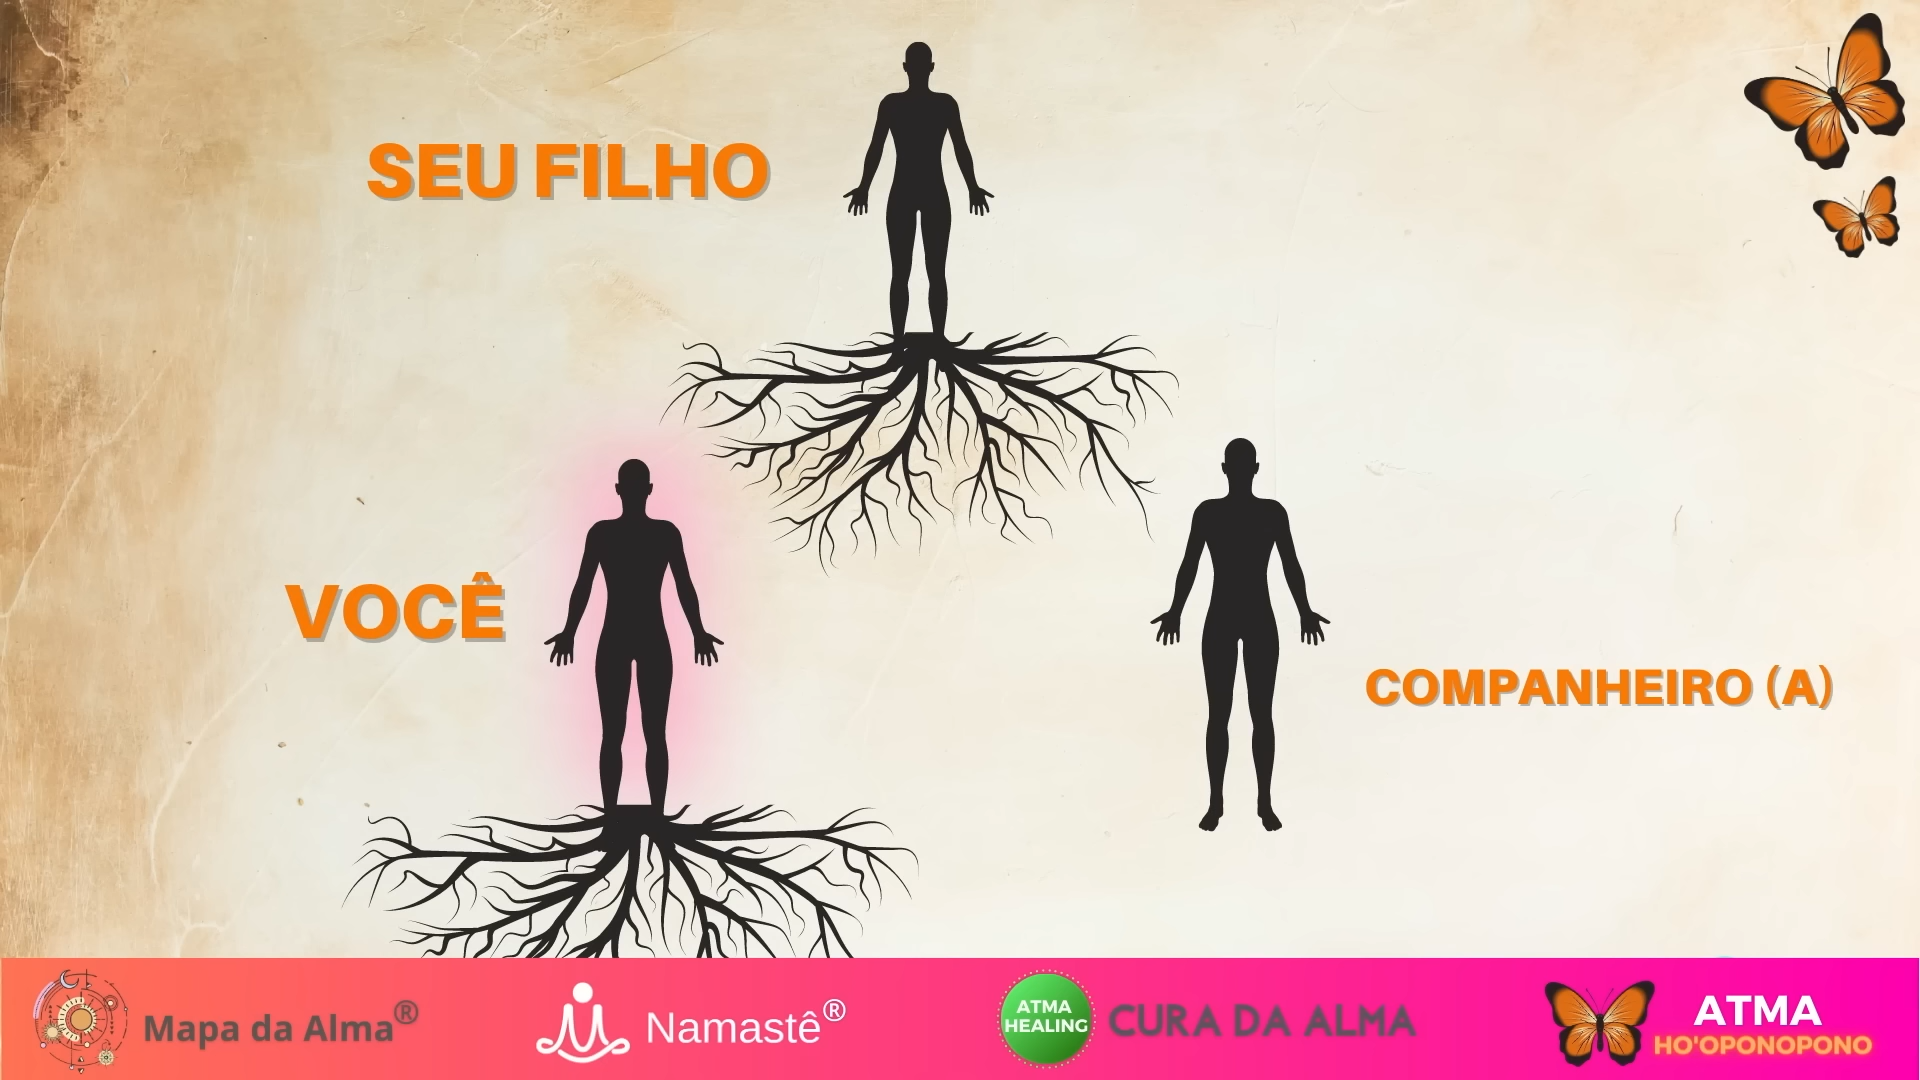 SEU FILHO
VOCÊ
COMPANHEIRO (A)
Mapa da Alma®
Namastê®
ATMA
HEALING
CURA DA ALMA
ATMA
HO'OPONOPONO